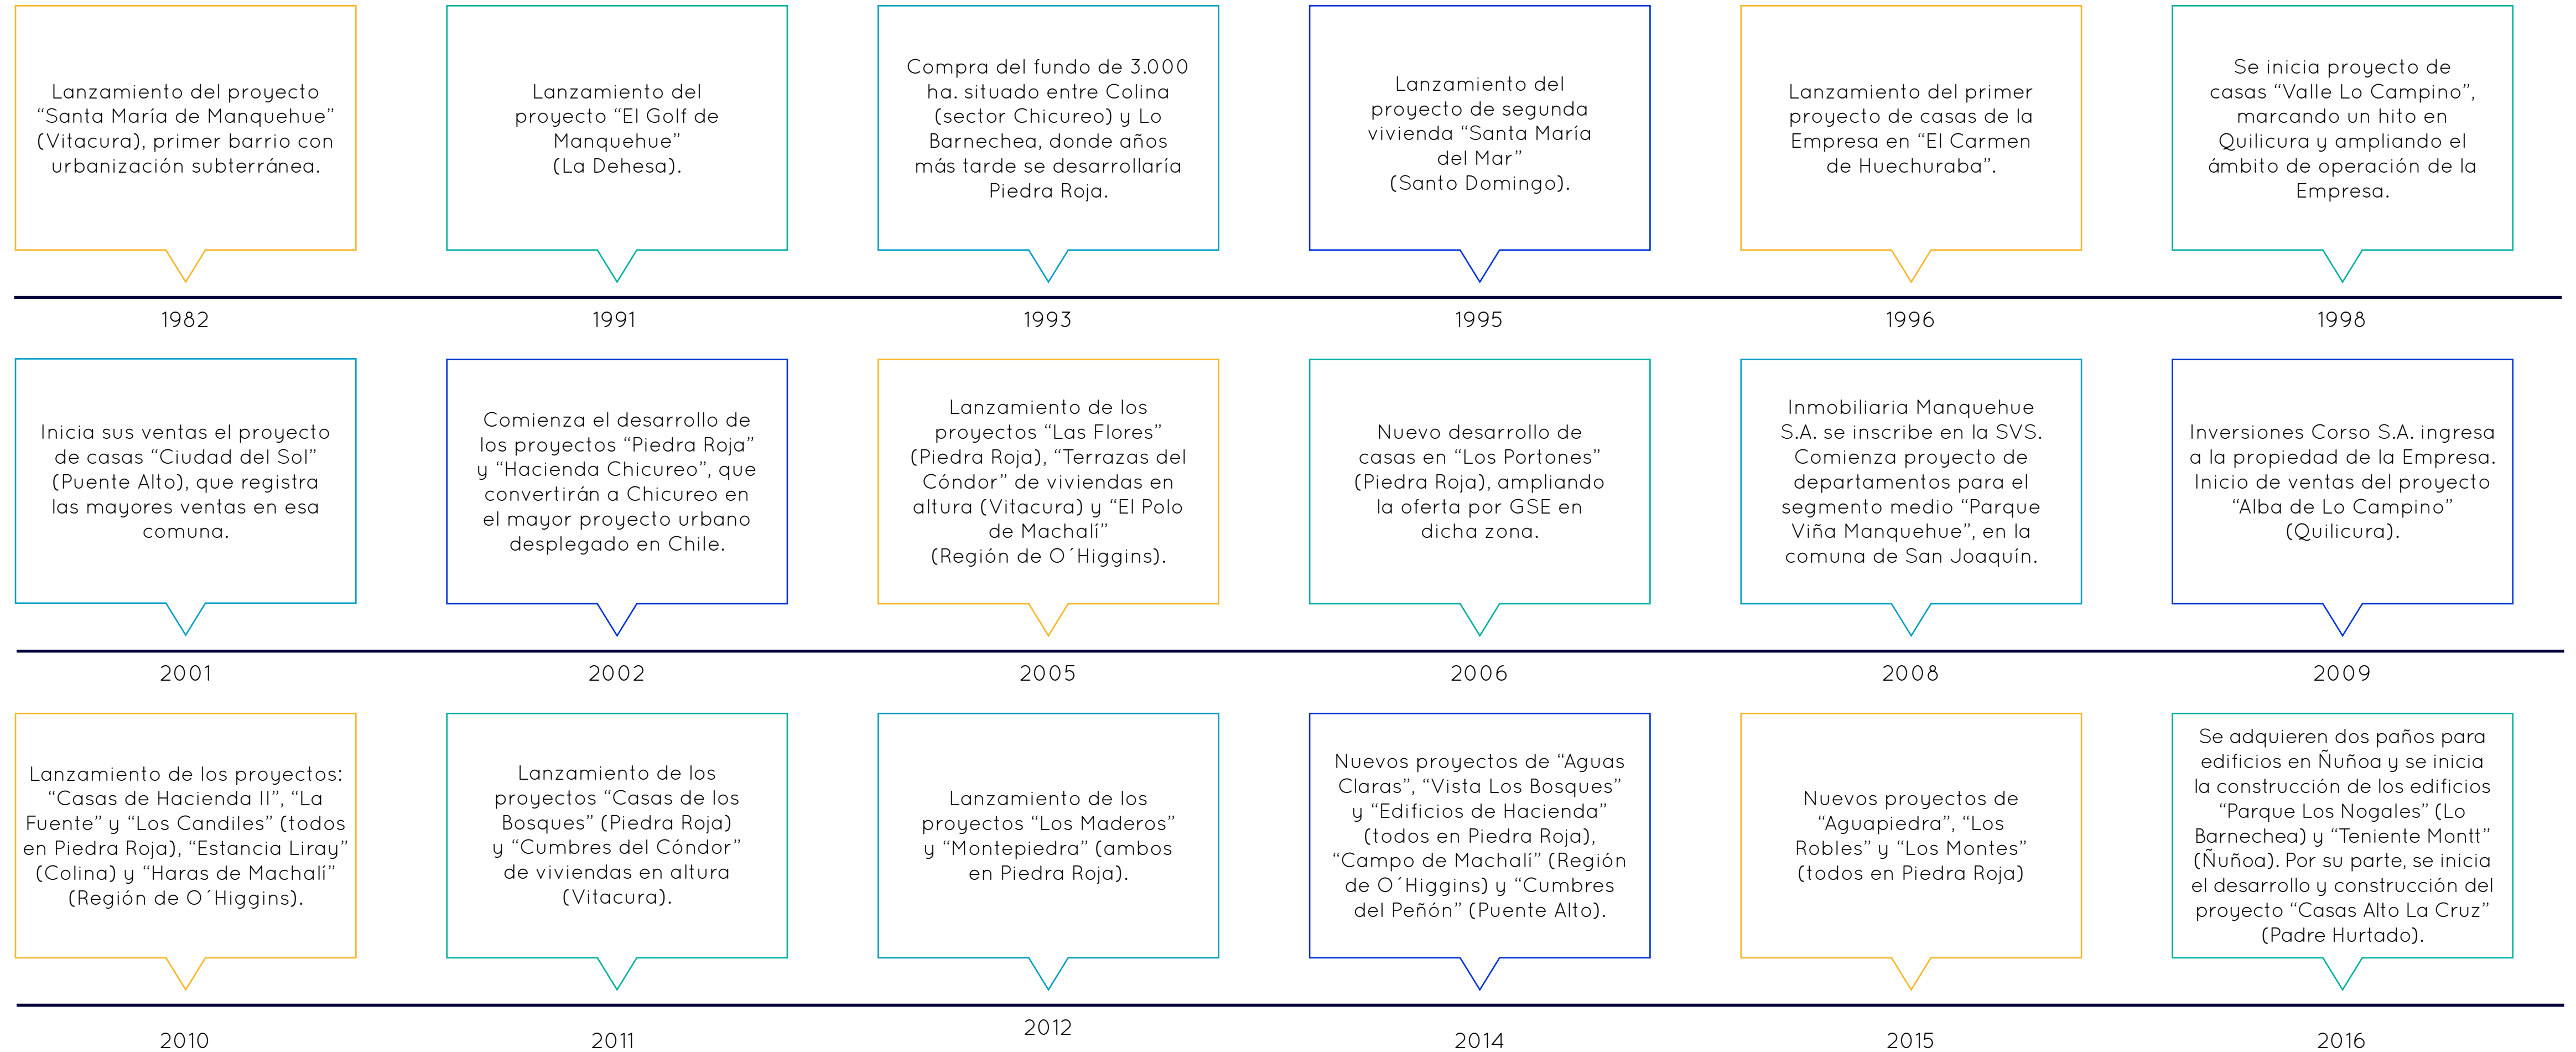 Lanzamiento del proyecto
“Santa María de Manquehue”
(Vitacura), primer barrio con
urbanización subterránea.
1982
Lanzamiento del
proyecto “El Golf de
Manquehue”
(La Dehesa).
1991
Compra del fundo de 3.000
ha. situado entre Colina
(sector Chicureo) y Lo
Barnechea, donde años
más tarde se desarrollaría
Piedra Roja.
1993
Lanzamiento del
proyecto de segunda
vivienda “Santa María
del Mar”
(Santo Domingo).
1995
Lanzamiento del primer
proyecto de casas de la
Empresa en “El Carmen
de Huechuraba”.
1996
Se inicia proyecto de
casas “Valle Lo Campino”,
marcando un hito en
Quilicura y ampliando el
ámbito de operación de la
Empresa.
1998
Inicia sus ventas el proyecto
de casas “Ciudad del Sol”
(Puente Alto), que registra
las mayores ventas en esa
comuna.
2001
Comienza el desarrollo de
los proyectos “Piedra Roja”
y “Hacienda Chicureo”, que
convertirán a Chicureo en
el mayor proyecto urbano
desplegado en Chile.
2002
Lanzamiento de los
proyectos “Las Flores”
(Piedra Roja), “Terrazas del
Cóndor” de viviendas en
altura (Vitacura) y “El Polo
de Machalí”
(Región de O´Higgins).
2005
Nuevo desarrollo de
casas en “Los Portones”
(Piedra Roja), ampliando
la oferta por GSE en
dicha zona.
2006
Inmobiliaria Manquehue
S.A. se inscribe en la SVS.
Comienza proyecto de
departamentos para el
segmento medio “Parque
Viña Manquehue”, en la
comuna de San Joaquín.
2008
Inversiones Corso S.A. ingresa
a la propiedad de la Empresa.
Inicio de ventas del proyecto
“Alba de Lo Campino”
(Quilicura).
2009
Lanzamiento de los proyectos:
“Casas de Hacienda II”, “La
Fuente” y “Los Candiles” (todos
en Piedra Roja), “Estancia Liray”
(Colina) y “Haras de Machalí”
(Región de O´Higgins).
2010
Lanzamiento de los
proyectos “Casas de los
Bosques” (Piedra Roja)
y “Cumbres del Cóndor”
de viviendas en altura
(Vitacura).
2011
Lanzamiento de los
proyectos “Los Maderos”
y “Montepiedra” (ambos
en Piedra Roja).
2012
Nuevos proyectos de “Aguas
Claras”, “Vista Los Bosques”
y “Edificios de Hacienda”
(todos en Piedra Roja),
“Campo de Machalí” (Región
de O´Higgins) y “Cumbres
del Peñón” (Puente Alto).
2014
Nuevos proyectos de
“Aguapiedra”, “Los
Robles” y “Los Montes”
(todos en Piedra Roja)
2015
Se adquieren dos paños para
edificios en Ñuñoa y se inicia
la construcción de los edificios
“Parque Los Nogales” (Lo
Barnechea) y “Teniente Montt”
(Ñuñoa). Por su parte, se inicia
el desarrollo y construcción del
proyecto “Casas Alto La Cruz”
(Padre Hurtado).
2016